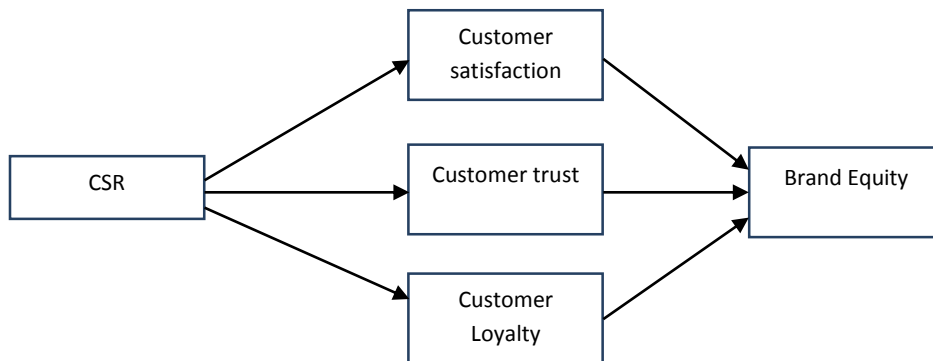 Customer
satisfaction
CSR
Customer trust
Brand Equity
Customer
Loyalty